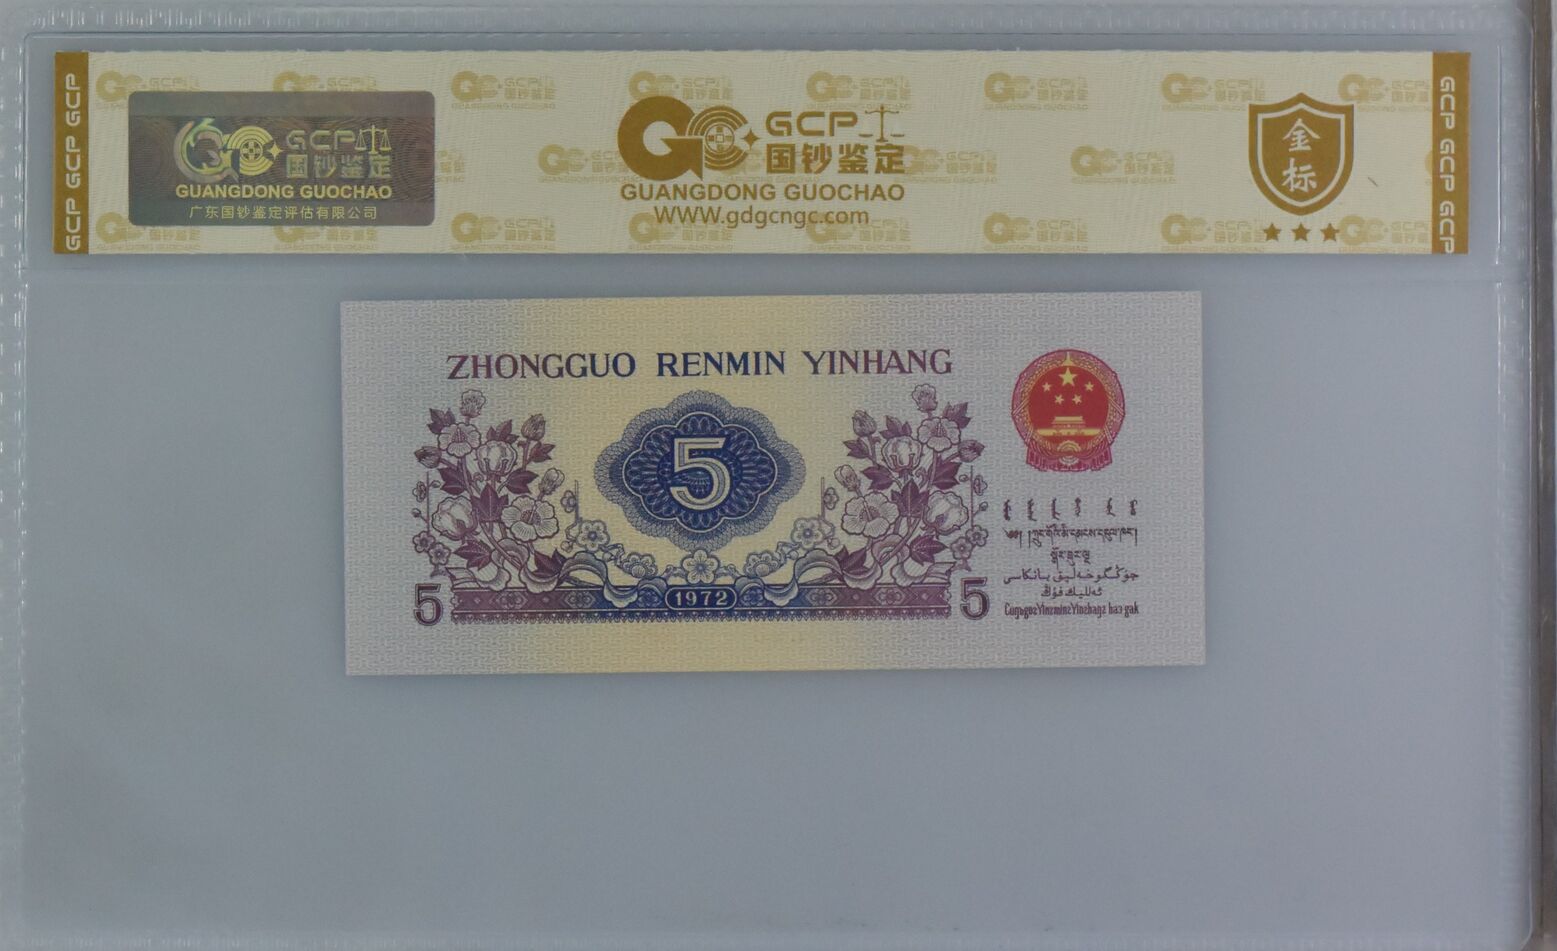 GCP GCP GCP
GCP
国钞鉴定
GUANGDONG GUOCHAO
广东国钞鉴定评估有限公司
GCP
国钞鉴定
GUANGDONG GUOCHAO
WWW.gdgcngc.com
金标
GCP GCP GCP
ZHONGGUO RENMIN YINHANG
5
1972
5
5